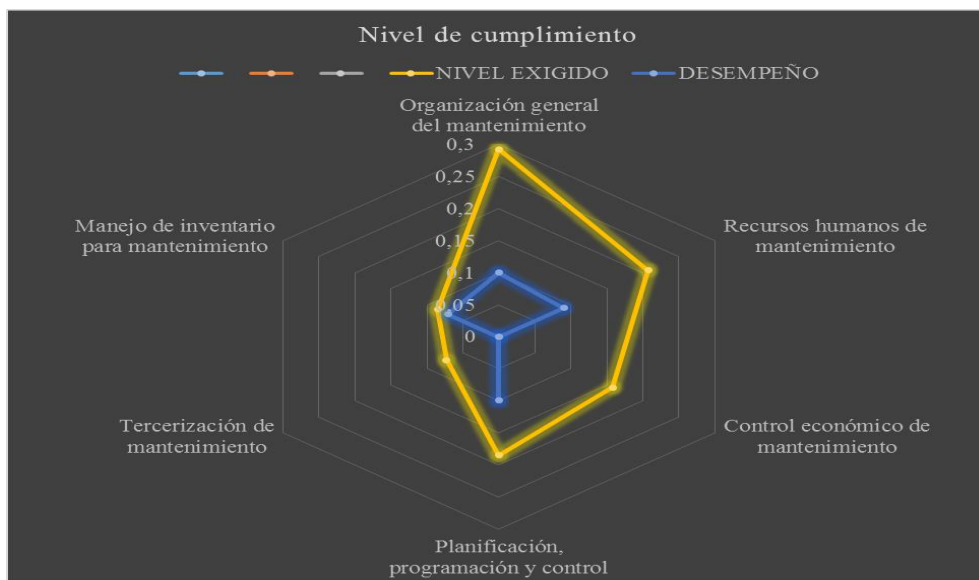 Nivel de cumplimiento
NIVEL EXIGIDO
DESEMPEÑO
Organización general
del mantenimiento
0,3
0,25
0,2
0,15
0,1
0,05
0
Recursos humanos de
mantenimiento
Control económico de
mantenimiento
Planificación,
programación y control
Tercerización de
mantenimiento
Manejo de inventario
para mantenimiento